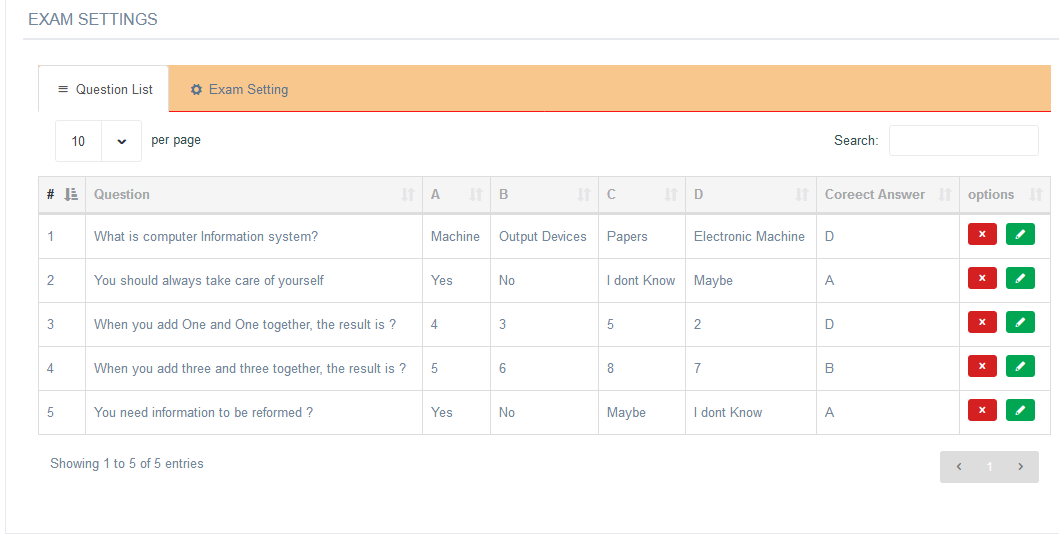 EXAM SETTINGS
Question List Exam Setting
10 per page Search:
# Question A B C D Coreect Answer options
1 What is computer Information system? Machine Output Devices Papers Electronic Machine D
2 You should always take care of yourself Yes No I dont Know Maybe A
3 When you add One and One together, the result is ? 4 3 5 2 D
4 When you add three and three together, the result is ? 5 6 8 7 B
5 You need information to be reformed ? Yes No Maybe I dont Know A
Showing 1 to 5 of 5 entries ‹ 1 ›